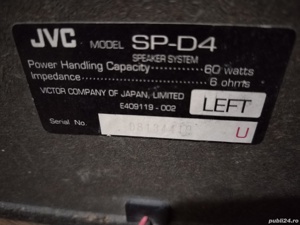 JVC MODEL SP-D4
SPEAKER SYSTEM
Power Handling Capacity 60 watts
Impedance 6 ohms
VICTOR COMPANY OF JAPAN, LIMITED
E409119-002
LEFT
Serial No.
U
publi24.ro